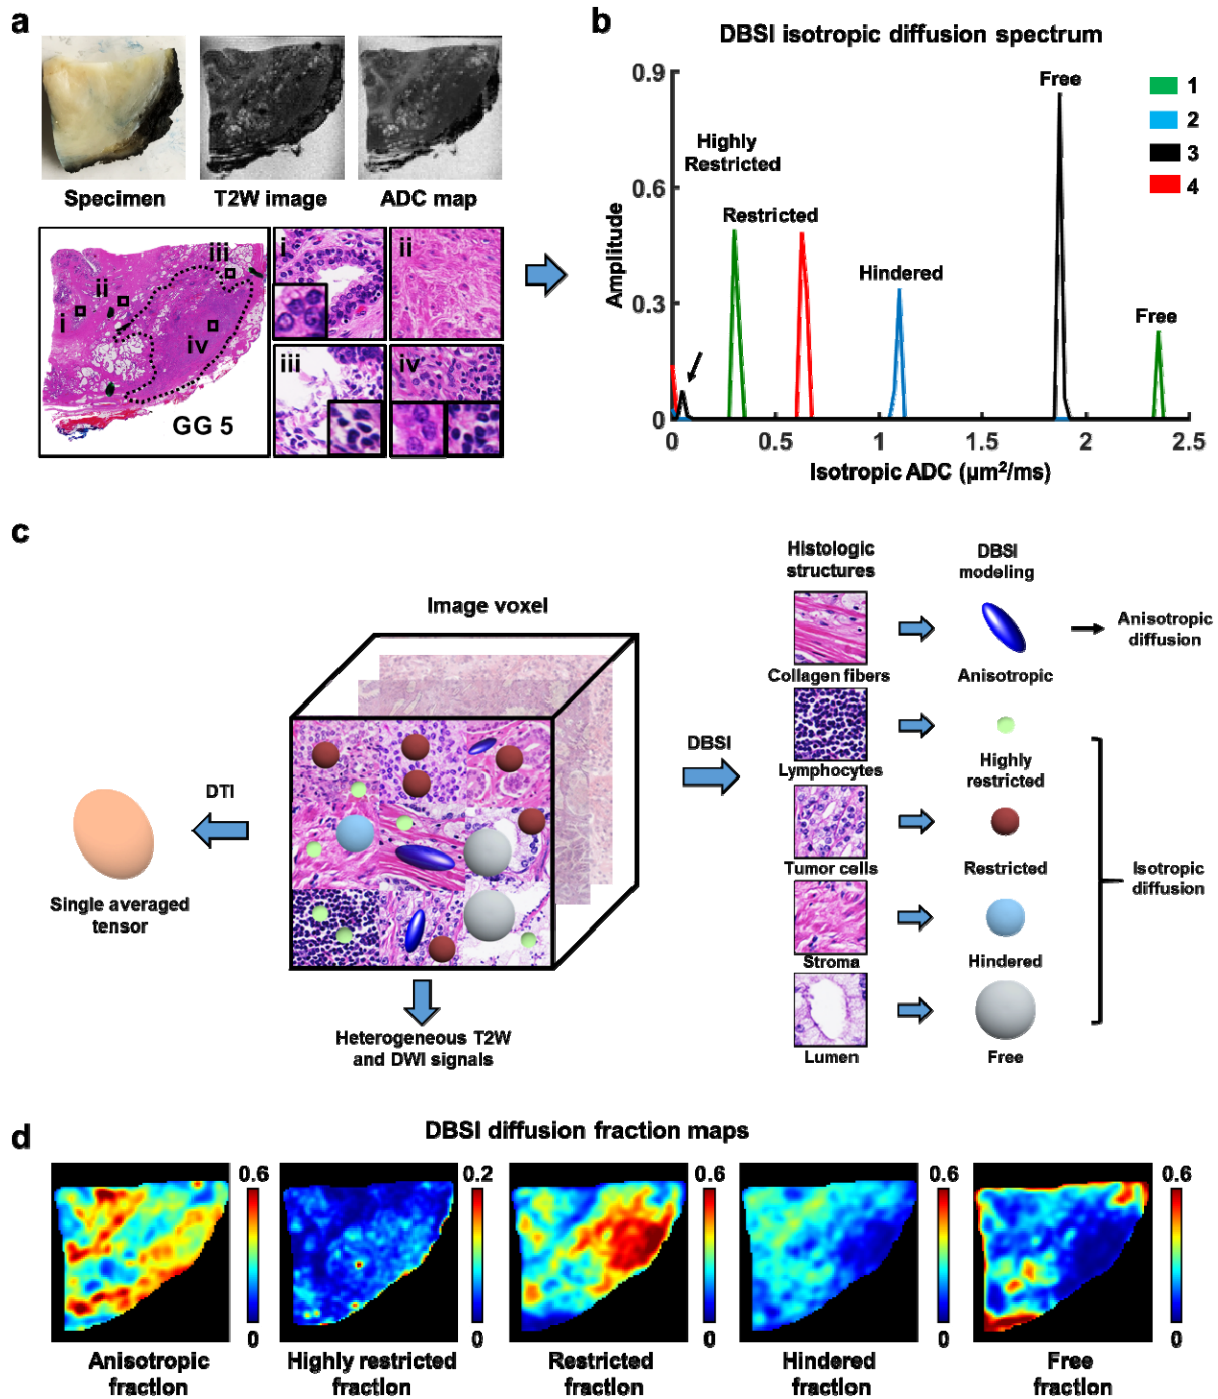 a
Specimen
T2W image
ADC map
i
ii
iii
iv
GG 5
i
ii
iii
iv
b
DBSI isotropic diffusion spectrum
0.9
0.6
0.3
0
Amplitude
Highly
Restricted
Restricted
Hindered
Free
Free
1
2
3
4
0
0.5
1
1.5
2
2.5
Isotropic ADC (µm²/ms)
c
Image voxel
DTI
Single averaged
tensor
Heterogeneous T2W
and DWI signals
DBSI
Histologic
structures
DBSI
modeling
Collagen fibers
Anisotropic
Anisotropic
diffusion
Lymphocytes
Highly
restricted
Tumor cells
Restricted
Stroma
Hindered
Lumen
Free
Isotropic
diffusion
d
DBSI diffusion fraction maps
0.6
0
0.2
0
0.6
0
0.6
0
0.6
0
Anisotropic
fraction
Highly restricted
fraction
Restricted
fraction
Hindered
fraction
Free
fraction